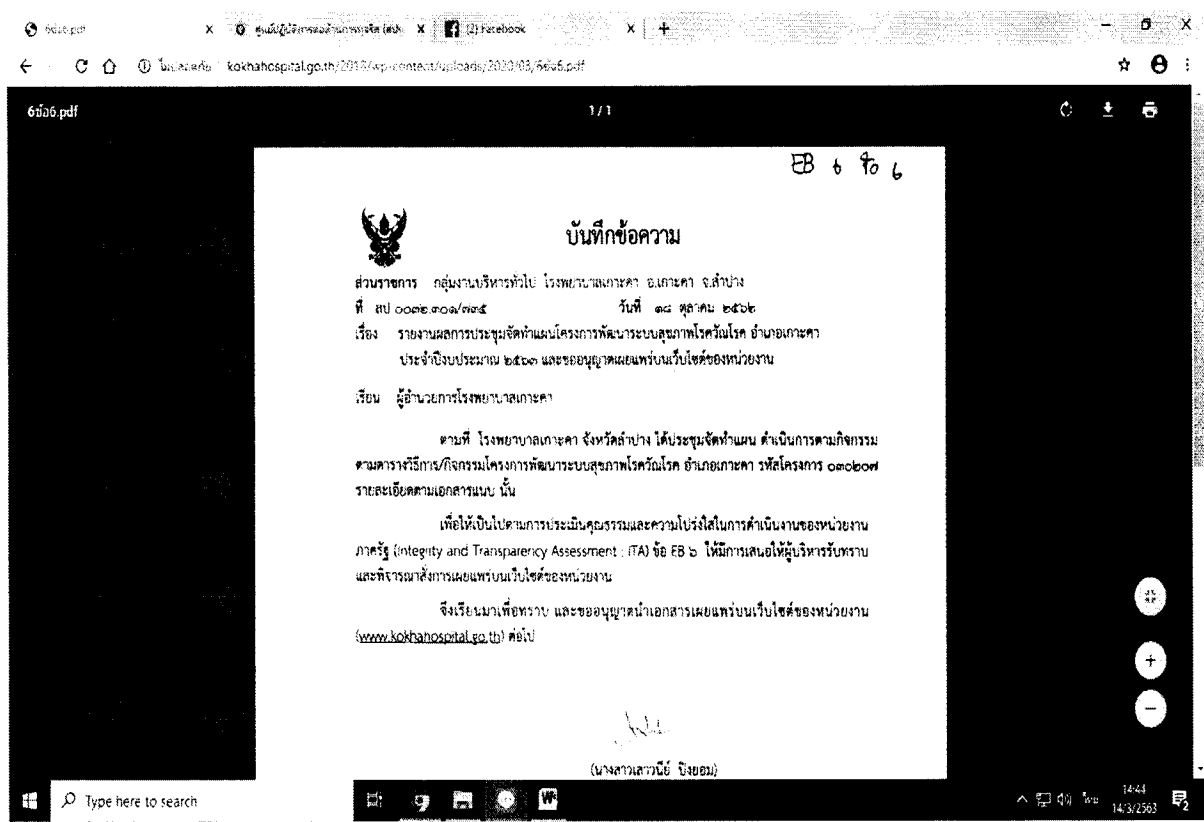 6ข้อ6.pdf
(2) Facebook
kokhahospital.go.th/2019/wp-content/uploads/2020/03/6ข้อ6.pdf
6ข้อ6.pdf 1 / 1
EB 6 ข้อ 6
บันทึกข้อความ
ส่วนราชการ กลุ่มงานบริหารทั่วไป โรงพยาบาลเกาะคา อ.เกาะคา จ.ลำปาง
ที่ ลป ๐๐๓๒.๓๐๑/๗๓๕ วันที่ ๑๘ ตุลาคม ๒๕๖๒
เรื่อง รายงานผลการประชุมจัดทำแผนโครงการพัฒนาระบบสุขภาพโรควัณโรค อำเภอเกาะคา
ประจำปีงบประมาณ ๒๕๖๓ และขออนุญาตเผยแพร่บนเว็บไซต์ของหน่วยงาน
เรียน ผู้อำนวยการโรงพยาบาลเกาะคา
ตามที่ โรงพยาบาลเกาะคา จังหวัดลำปาง ได้ประชุมจัดทำแผน ดำเนินการตามกิจกรรม
ตามตารางวิธีการ/กิจกรรมโครงการพัฒนาระบบสุขภาพโรควัณโรค อำเภอเกาะคา รหัสโครงการ ๐๓๐๒๐๗
รายละเอียดตามเอกสารแนบ นั้น
เพื่อให้เป็นไปตามการประเมินคุณธรรมและความโปร่งใสในการดำเนินงานของหน่วยงาน
ภาครัฐ (Integrity and Transparency Assessment : ITA) ข้อ EB ๖ ให้มีการเสนอให้ผู้บริหารรับทราบ
และพิจารณาสั่งการเผยแพร่บนเว็บไซต์ของหน่วยงาน
จึงเรียนมาเพื่อทราบ และขออนุญาตนำเอกสารเผยแพร่บนเว็บไซต์ของหน่วยงาน
(www.kokhahospital.go.th) ต่อไป
(นางสาวเสาวนีย์ ปิงยอม)
Type here to search
14:44
14/3/2563